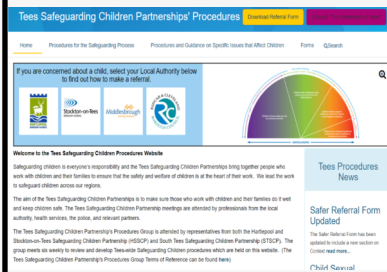 Tees Safeguarding Children Partnerships' Procedures
Download Referral Form
Home
Procedures for the Safeguarding Process
Procedures and Guidance on Specific Issues that Affect Children
Forms
Search
If you are concerned about a child, select your Local Authority below
to find out how to make a referral.
Stockton-on-Tees
Middlesbrough
Welcome to the Tees Safeguarding Children Procedures Website
Safeguarding children is everyone's responsibility and the Tees Safeguarding Children Partnerships bring together people who
work with children and their families to ensure that the safety and welfare of children is at the heart of their work. We lead the work
to safeguard children across our regions.
The aim of the Tees Safeguarding Children Partnerships is to make sure those who work with children and their families do it well
and keep children safe. The Tees Safeguarding Children Partnership meetings are attended by professionals from the local
authority, health services, the police, and relevant partners.
The Tees Safeguarding Children Partnership's Procedures Group is attended by representatives from both the Hartlepool and
Stockton-on-Tees Safeguarding Children Partnership (HSSCP) and South Tees Safeguarding Children Partnership (STSCP). The
group meets six weekly to review and develop Tees-wide Safeguarding Children procedures which are held on this website. (The
Tees Safeguarding Children Partnership's Procedures Group Terms of Reference can be found here)
Tees Procedures
News
Safer Referral Form
Updated
The Safer Referral Form has been
updated to include a new section on
Context read more...
Child Sexual